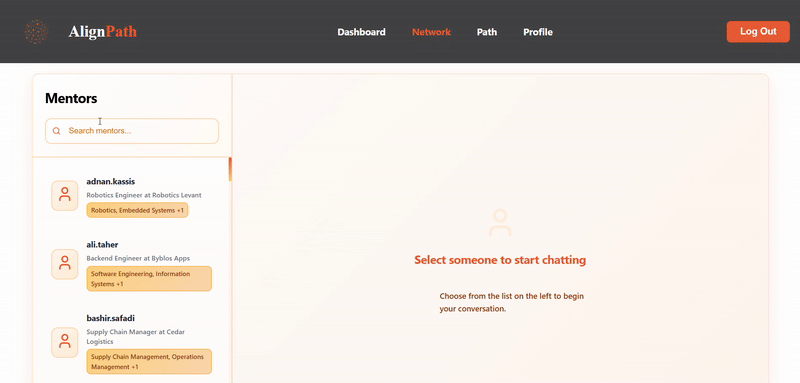 AlignPath
Dashboard Network Path Profile
Log Out
Mentors
Search mentors...
adnan.kassis
Robotics Engineer at Robotics Levant
Robotics, Embedded Systems +1
ali.taher
Backend Engineer at Byblos Apps
Software Engineering, Information
Systems +1
bashir.safadi
Supply Chain Manager at Cedar
Logistics
Supply Chain Management, Operations
Management +1
Select someone to start chatting
Choose from the list on the left to begin
your conversation.